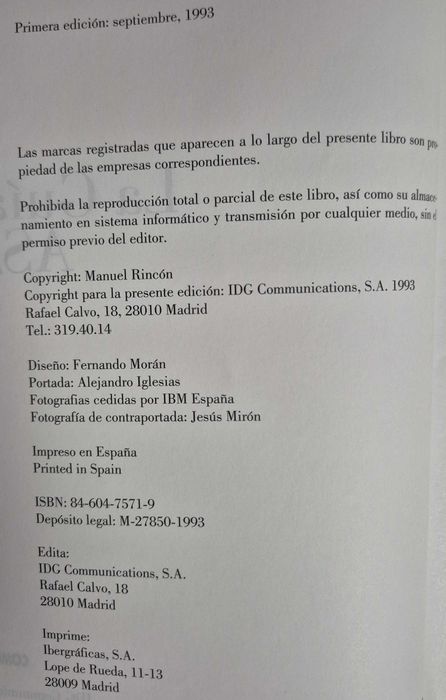 Primera edición: septiembre, 1993
Las marcas registradas que aparecen a lo largo del presente libro son pro-
piedad de las empresas correspondientes.
Prohibida la reproducción total o parcial de este libro, así como su almace-
namiento en sistema informático y transmisión por cualquier medio, sin el
permiso previo del editor.
Copyright: Manuel Rincón
Copyright para la presente edición: IDG Communications, S.A. 1993
Rafael Calvo, 18, 28010 Madrid
Tel.: 319.40.14
Diseño: Fernando Morán
Portada: Alejandro Iglesias
Fotografias cedidas por IBM España
Fotografía de contraportada: Jesús Mirón
Impreso en España
Printed in Spain
ISBN: 84-604-7571-9
Depósito legal: M-27850-1993
Edita:
IDG Communications, S.A.
Rafael Calvo, 18
28010 Madrid
Imprime:
Ibergráficas, S.A.
Lope de Rueda, 11-13
28009 Madrid